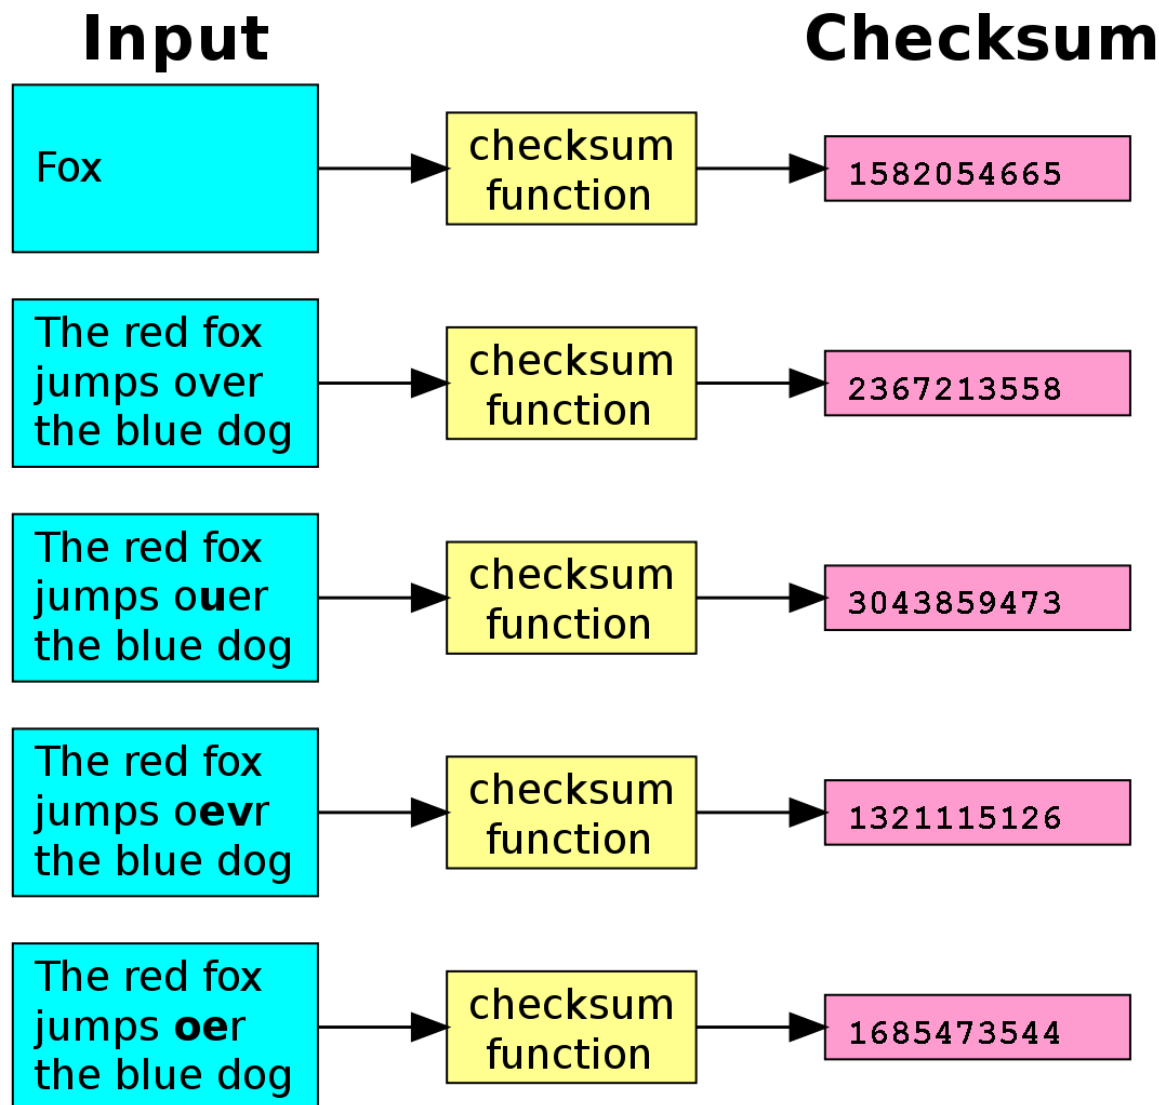 Input
Checksum
Fox
checksum
function
1582054665
The red fox
jumps over
the blue dog
checksum
function
2367213558
The red fox
jumps ouer
the blue dog
checksum
function
3043859473
The red fox
jumps oevr
the blue dog
checksum
function
1321115126
The red fox
jumps oer
the blue dog
checksum
function
1685473544